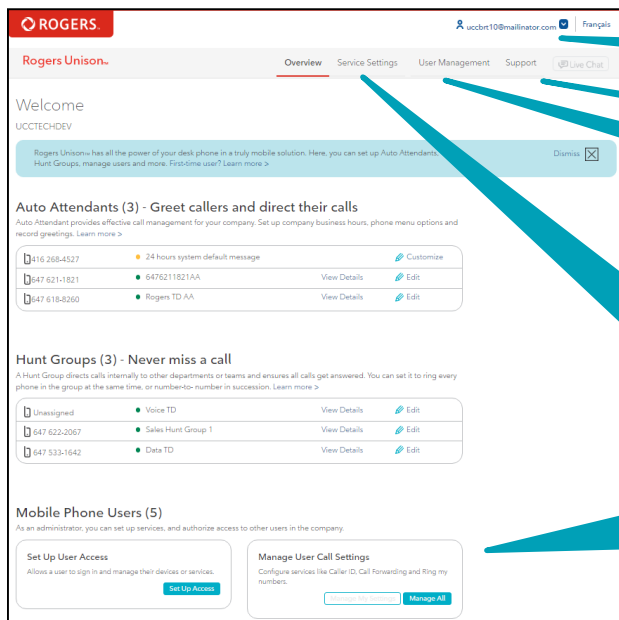 ROGERS.
uccbrt10@mailinator.com
Français
Rogers Unison™
Overview Service Settings User Management Support Live Chat
Welcome
UCCTECHDEV
Rogers Unison™ has all the power of your desk phone in a truly mobile solution. Here, you can set up Auto Attendants,
Hunt Groups, manage users and more. First-time user? Learn more >
Dismiss
Auto Attendants (3) - Greet callers and direct their calls
Auto Attendant provides effective call management for your company. Set up company business hours, phone menu options and
record greetings. Learn more >
416 268-4527 24 hours system default message Customize
647 621-1821 6476211821AA View Details Edit
647 618-8260 Rogers TD AA View Details Edit
Hunt Groups (3) - Never miss a call
A Hunt Group directs calls internally to other departments or teams and ensures all calls get answered. You can set it to ring every
phone in the group at the same time, or number-to- number in succession. Learn more >
Unassigned Voice TD View Details Edit
647 622-2067 Sales Hunt Group 1 View Details Edit
647 533-1642 Data TD View Details Edit
Mobile Phone Users (5)
As an administrator, you can set up services, and authorize access to other users in the company.
Set Up User Access
Allows a user to sign in and manage their devices or services.
Set Up Access
Manage User Call Settings
Configure services like Caller ID, Call Forwarding and Ring my
numbers.
Manage My Settings Manage All